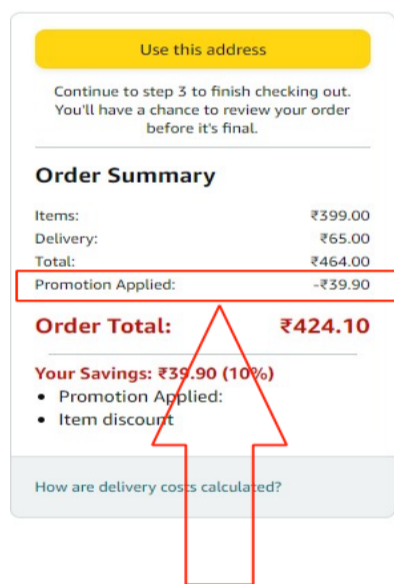 Use this address
Continue to step 3 to finish checking out.
You'll have a chance to review your order
before it's final.
Order Summary
Items: ₹399.00
Delivery: ₹65.00
Total: ₹464.00
Promotion Applied: -₹39.90
Order Total: ₹424.10
Your Savings: ₹39.90 (10%)
• Promotion Applied:
• Item discount
How are delivery costs calculated?